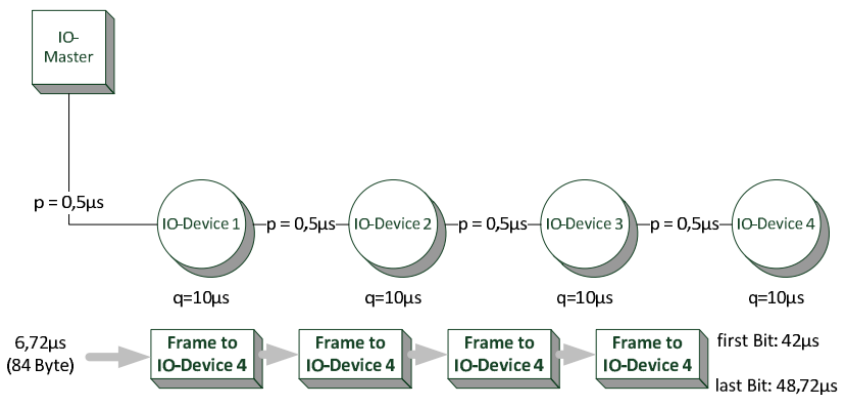 IO-
Master
p = 0,5µs
IO-Device 1
p = 0,5µs
IO-Device 2
p = 0,5µs
IO-Device 3
p = 0,5µs
IO-Device 4
q=10µs
q=10µs
q=10µs
q=10µs
6,72µs
(84 Byte)
Frame to
IO-Device 4
Frame to
IO-Device 4
Frame to
IO-Device 4
Frame to
IO-Device 4
first Bit: 42µs
last Bit: 48,72µs